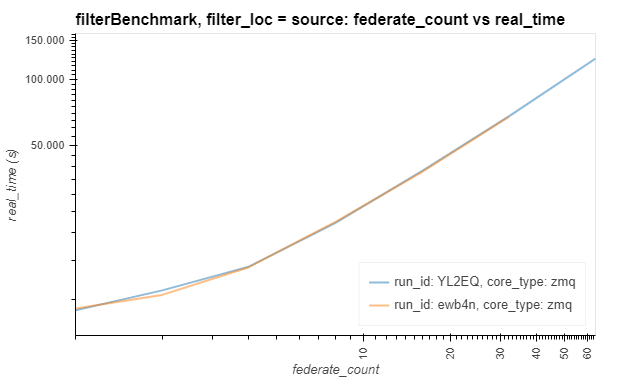 filterBenchmark, filter_loc = source: federate_count vs real_time
150.000
100.000
50.000
real_time (s)
run_id: YL2EQ, core_type: zmq
run_id: ewb4n, core_type: zmq
10
20
30
40
50
60
federate_count